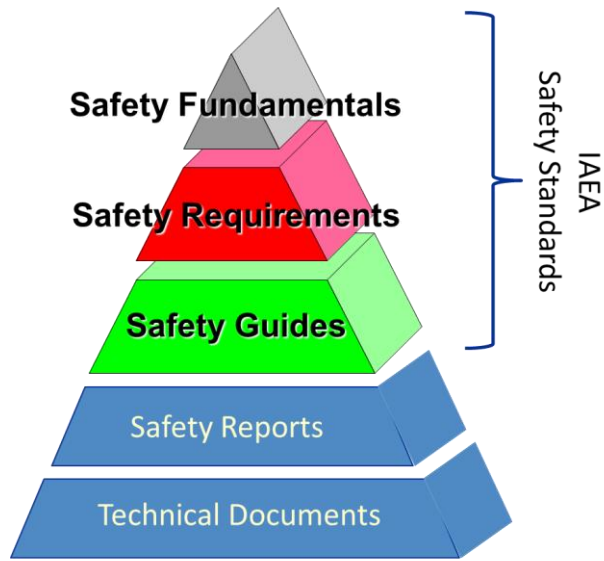 Safety Fundamentals
Safety Requirements
Safety Guides
Safety Reports
Technical Documents
IAEA
Safety Standards